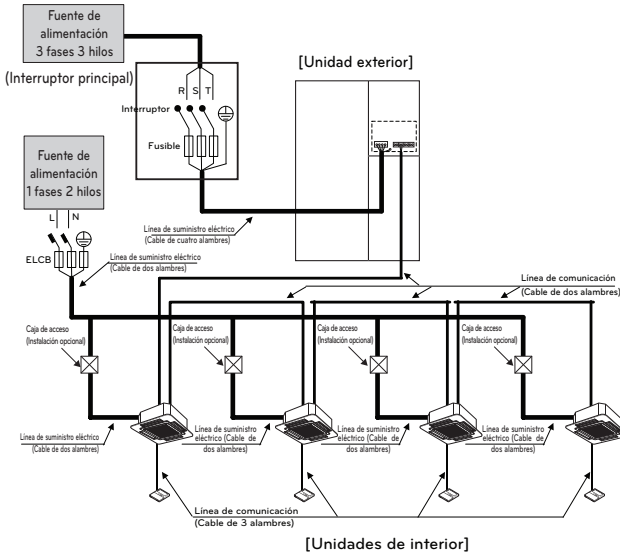 Fuente de
alimentación
3 fases 3 hilos
(Interruptor principal)
[Unidad exterior]
R S T
Interruptor
Fusible
Fuente de
alimentación
1 fases 2 hilos
L N
ELCB
Línea de suministro eléctrico
(Cable de cuatro alambres)
Línea de suministro eléctrico
(Cable de dos alambres)
Línea de comunicación
(Cable de dos alambres)
Caja de acceso
(Instalación opcional)
Caja de acceso
(Instalación opcional)
Caja de acceso
(Instalación opcional)
Caja de acceso
(Instalación opcional)
Línea de suministro eléctrico
(Cable de dos alambres)
Línea de suministro
eléctrico (Cable de
dos alambres)
Línea de suministro
eléctrico (Cable de
dos alambres)
Línea de suministro
eléctrico (Cable de
dos alambres)
Línea de comunicación
(Cable de 3 alambres)
[Unidades de interior]